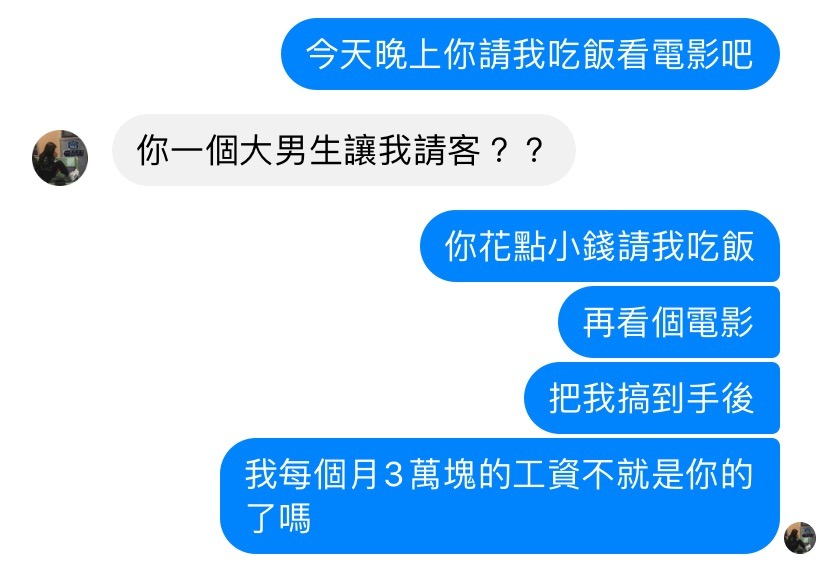 今天晚上你請我吃飯看電影吧
你一個大男生讓我請客？？
你花點小錢請我吃飯
再看個電影
把我搞到手後
我每個月3萬塊的工資不就是你的
了嗎